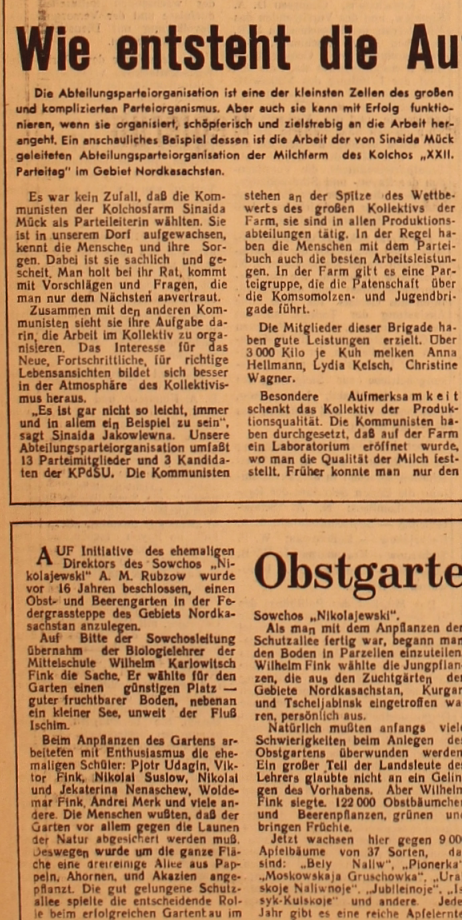 Wie entsteht die Au
Die Abteilungsparteiorganisation ist eine der kleinsten Zellen des großen
und komplizierten Parteiorganismus. Aber auch sie kann mit Erfolg funktio-
nieren, wenn sie organisiert, schöpferisch und zielstrebig an die Arbeit her-
angeht. Ein anschauliches Beispiel dessen ist die Arbeit der von Sinaida Mück
geleiteten Abteilungsparteiorganisation der Milchfarm des Kolchos „XXII.
Parteitag" im Gebiet Nordkasachstan.
Es war kein Zufall, daß die Kom-
munisten der Kolchosfarm Sinaida
Mück als Parteileiterin wählten. Sie
ist in unserem Dorf aufgewachsen,
kennt die Menschen und ihre Sor-
gen. Dabei ist sie sachlich und ge-
scheit. Man holt bei ihr Rat, kommt
mit Vorschlägen und Fragen, die
man nur dem Nächsten anvertraut.
Zusammen mit den anderen Kom-
munisten sieht sie ihre Aufgabe da-
rin, die Arbeit im Kollektiv zu orga-
nisieren. Das Interesse für das
Neue, Fortschrittliche, für richtige
Lebensansichten bildet sich besser
in der Atmosphäre des Kollektivis-
mus heraus.
„Es ist gar nicht so leicht, immer
und in allem ein Beispiel zu sein",
sagt Sinaida Jakowlewna. Unsere
Abteilungsparteiorganisation umfaßt
13 Parteimitglieder und 3 Kandida-
ten der KPdSU. Die Kommunisten
stehen an der Spitze des Wettbe-
werbs des großen Kollektivs der
Farm, sie sind in allen Produktions-
abteilungen tätig. In der Regel ha-
ben die Menschen mit dem Partei-
buch auch die besten Arbeitsleistun-
gen. In der Farm gibt es eine Par-
teigruppe, die die Patenschaft über
die Komsomolzen- und Jugendbri-
gade führt.
Die Mitglieder dieser Brigade ha-
ben gute Leistungen erzielt. Über
3 000 Kilo je Kuh melken Anna
Hellmann, Lydia Kelsch, Christine
Wagner.
Besondere Aufmerksamkeit
schenkt das Kollektiv der Produk-
tionsqualität. Die Kommunisten ha-
ben durchgesetzt, daß auf der Farm
ein Laboratorium eröffnet wurde,
wo man die Qualität der Milch fest-
stellt. Früher konnte man nur den
AUF Initiative des ehemaligen
Direktors des Sowchos „Ni-
kolajewski" A. M. Rubzow wurde
vor 16 Jahren beschlossen, einen
Obst- und Beerengarten in der Fe-
dergrassteppe des Gebiets Nordka-
sachstan anzulegen.
Auf Bitte der Sowchosleitung
übernahm der Biologielehrer der
Mittelschule Wilhelm Karlowitsch
Fink die Sache. Er wählte für den
Garten einen günstigen Platz —
guter fruchtbarer Boden, nebenan
ein kleiner See, unweit der Fluß
Ischim.
Beim Anpflanzen des Gartens ar-
beiteten mit Enthusiasmus die ehe-
maligen Schüler: Pjotr Udagin, Vik-
tor Fink, Nikolai Suslow, Nikolai
und Jekaterina Nenaschew, Wolde-
mar Fink, Andrei Merk und viele an-
dere. Die Menschen wußten, daß der
Garten vor allem gegen die Launen
der Natur abgesichert werden muß.
Deswegen wurde um die ganze Flä-
che eine dreireihige Allee aus Pap-
peln, Ahornen, und Akazien ange-
pflanzt. Die gut gelungene Schutz-
allee spielte die entscheidende Rol-
le beim erfolgreichen Gartenbau im
Obstgarte
Sowchos „Nikolajewski".
Als man mit dem Anpflanzen der
Schutzallee fertig war, begann man
den Boden in Parzellen einzuteilen.
Wilhelm Fink wählte die Jungpflan-
zen, die aus den Zuchtgärten der
Gebiete Nordkasachstan, Kurgan
und Tscheljabinsk eingetroffen wa-
ren, persönlich aus.
Natürlich mußten anfangs viele
Schwierigkeiten beim Anlegen des
Obstgartens überwunden werden.
Ein großer Teil der Landsleute des
Lehrers glaubte nicht an ein Gelin-
gen des Vorhabens. Aber Wilhelm
Fink siegte. 122 000 Obstbäumchen
und Beerenpflanzen, grünen und
bringen Früchte.
Jetzt wachsen hier gegen 9 000
Apfelbäume von 37 Sorten, da
sind: „Bely Naliw", „Pionerka",
„Moskowskaja Gruschowka", „Ura
skoje Naliwnoje", „Jubileinoje",
syk-Kulskoje" und andere. Jede
Jahr gibt es eine reiche Apfelernt